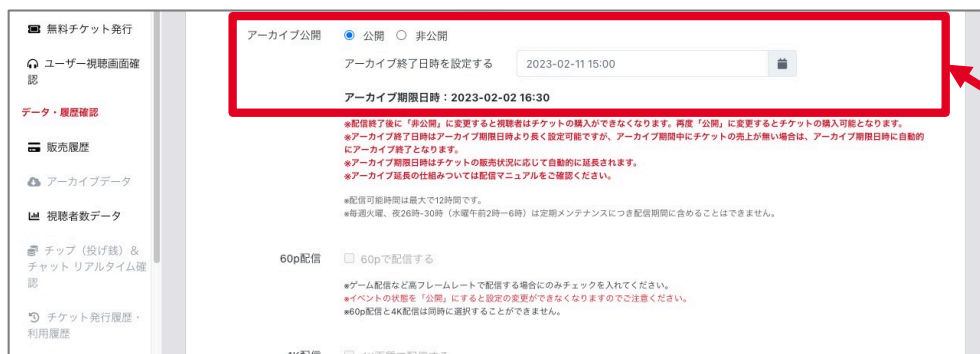 無料チケット発行
ユーザー視聴画面確
認
データ・履歴確認
販売履歴
アーカイブデータ
視聴者数データ
チップ（投げ銭）＆
チャット リアルタイム確
認
チケット発行履歴・
利用履歴
アーカイブ公開 公開 非公開
アーカイブ終了日時を設定する 2023-02-11 15:00
アーカイブ期限日時：2023-02-02 16:30
※配信終了後に「非公開」に変更すると視聴者はチケットの購入ができなくなります。再度「公開」に変更するとチケットの購入可能となります。
※アーカイブ終了日時はアーカイブ期限日時より長く設定可能ですが、アーカイブ期間中にチケットの売上が無い場合は、アーカイブ期限日時に自動的
にアーカイブ終了となります。
※アーカイブ期限日時はチケットの販売状況に応じて自動的に延長されます。
※アーカイブ延長の仕組みついては配信マニュアルをご確認ください。
※配信可能時間は最大で12時間です。
※毎週火曜、夜26時-30時（水曜午前2時ー6時）は定期メンテナンスにつき配信期間に含めることはできません。
60p配信 60pで配信する
※ゲーム配信など高フレームレートで配信する場合にのみチェックを入れてください。
※イベントの状態を「公開」にすると設定の変更ができなくなりますのでご注意ください。
※60p配信と4K配信は同時に選択することができません。
4K配信 4K画質で配信する